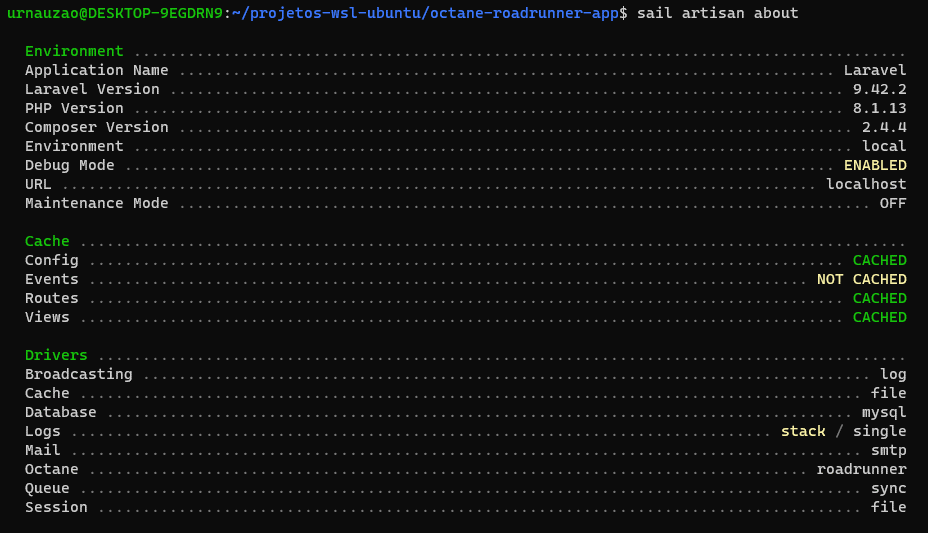 urnauzao@DESKTOP-9EGDRN9:~/projetos-wsl-ubuntu/octane-roadrunner-app$ sail artisan about
Environment ......................................................................................
Application Name ......................................................................... Laravel
Laravel Version ........................................................................... 9.42.2
PHP Version ............................................................................... 8.1.13
Composer Version ........................................................................... 2.4.4
Environment ................................................................................ local
Debug Mode ............................................................................... ENABLED
URL .................................................................................... localhost
Maintenance Mode ............................................................................. OFF
Cache ............................................................................................
Config .................................................................................... CACHED
Events ................................................................................ NOT CACHED
Routes .................................................................................... CACHED
Views ..................................................................................... CACHED
Drivers ..........................................................................................
Broadcasting ................................................................................. log
Cache ....................................................................................... file
Database ................................................................................... mysql
Logs .............................................................................. stack / single
Mail ........................................................................................ smtp
Octane ................................................................................ roadrunner
Queue ....................................................................................... sync
Session ..................................................................................... file